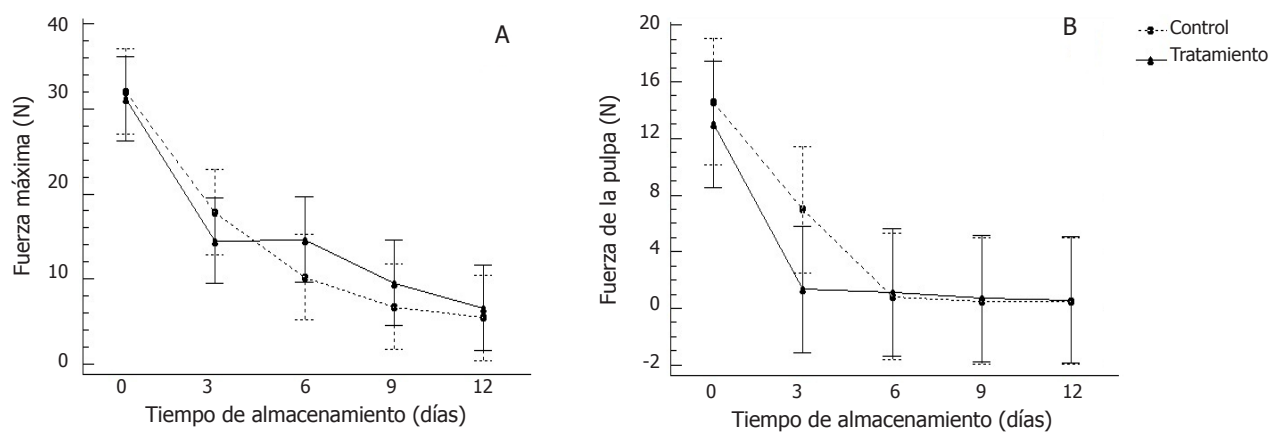 A
Fuerza máxima (N)
40
30
20
10
0
0 3 6 9 12
Tiempo de almacenamiento (días)
B
Fuerza de la pulpa (N)
20
16
12
8
4
0
-2
0 3 6 9 12
Tiempo de almacenamiento (días)
Control
Tratamiento